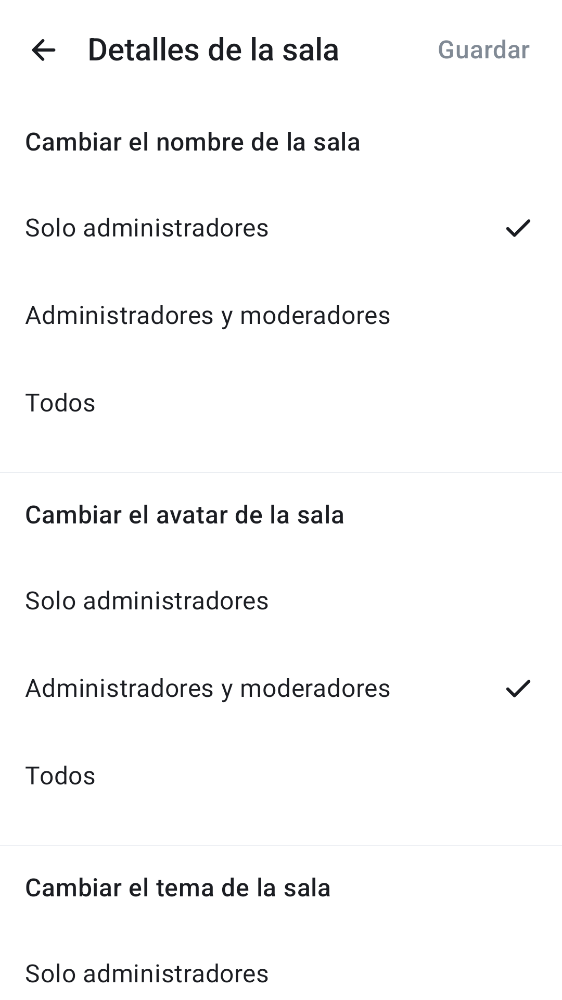 Detalles de la sala
Guardar
Cambiar el nombre de la sala
Solo administradores
Administradores y moderadores
Todos
Cambiar el avatar de la sala
Solo administradores
Administradores y moderadores
Todos
Cambiar el tema de la sala
Solo administradores